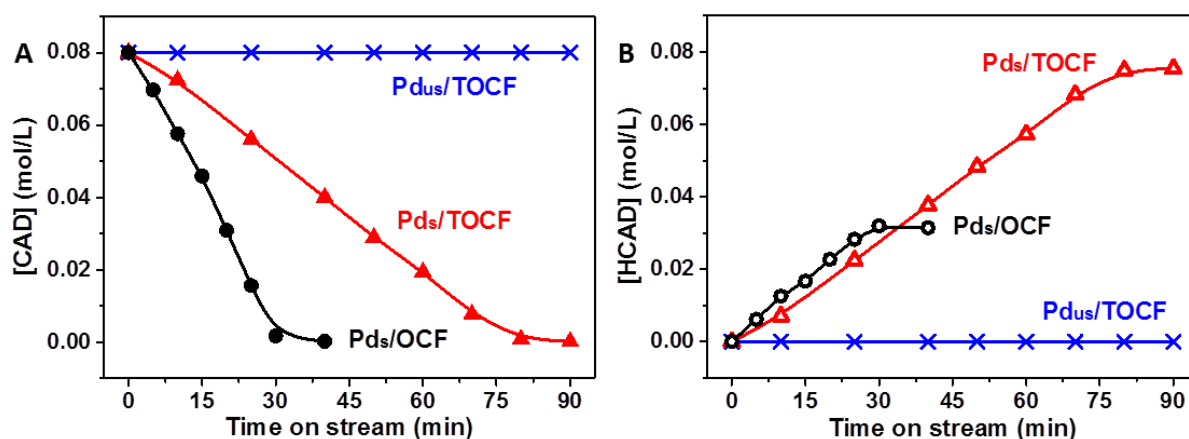 A
[CAD] (mol/L)
0.08
0.06
0.04
0.02
0.00
Pdus/TOCF
Pds/TOCF
Pds/OCF
0 15 30 45 60 75 90
Time on stream (min)
B
[HCAD] (mol/L)
0.08
0.06
0.04
0.02
0.00
Pds/TOCF
Pds/OCF
Pdus/TOCF
0 15 30 45 60 75 90
Time on stream (min)